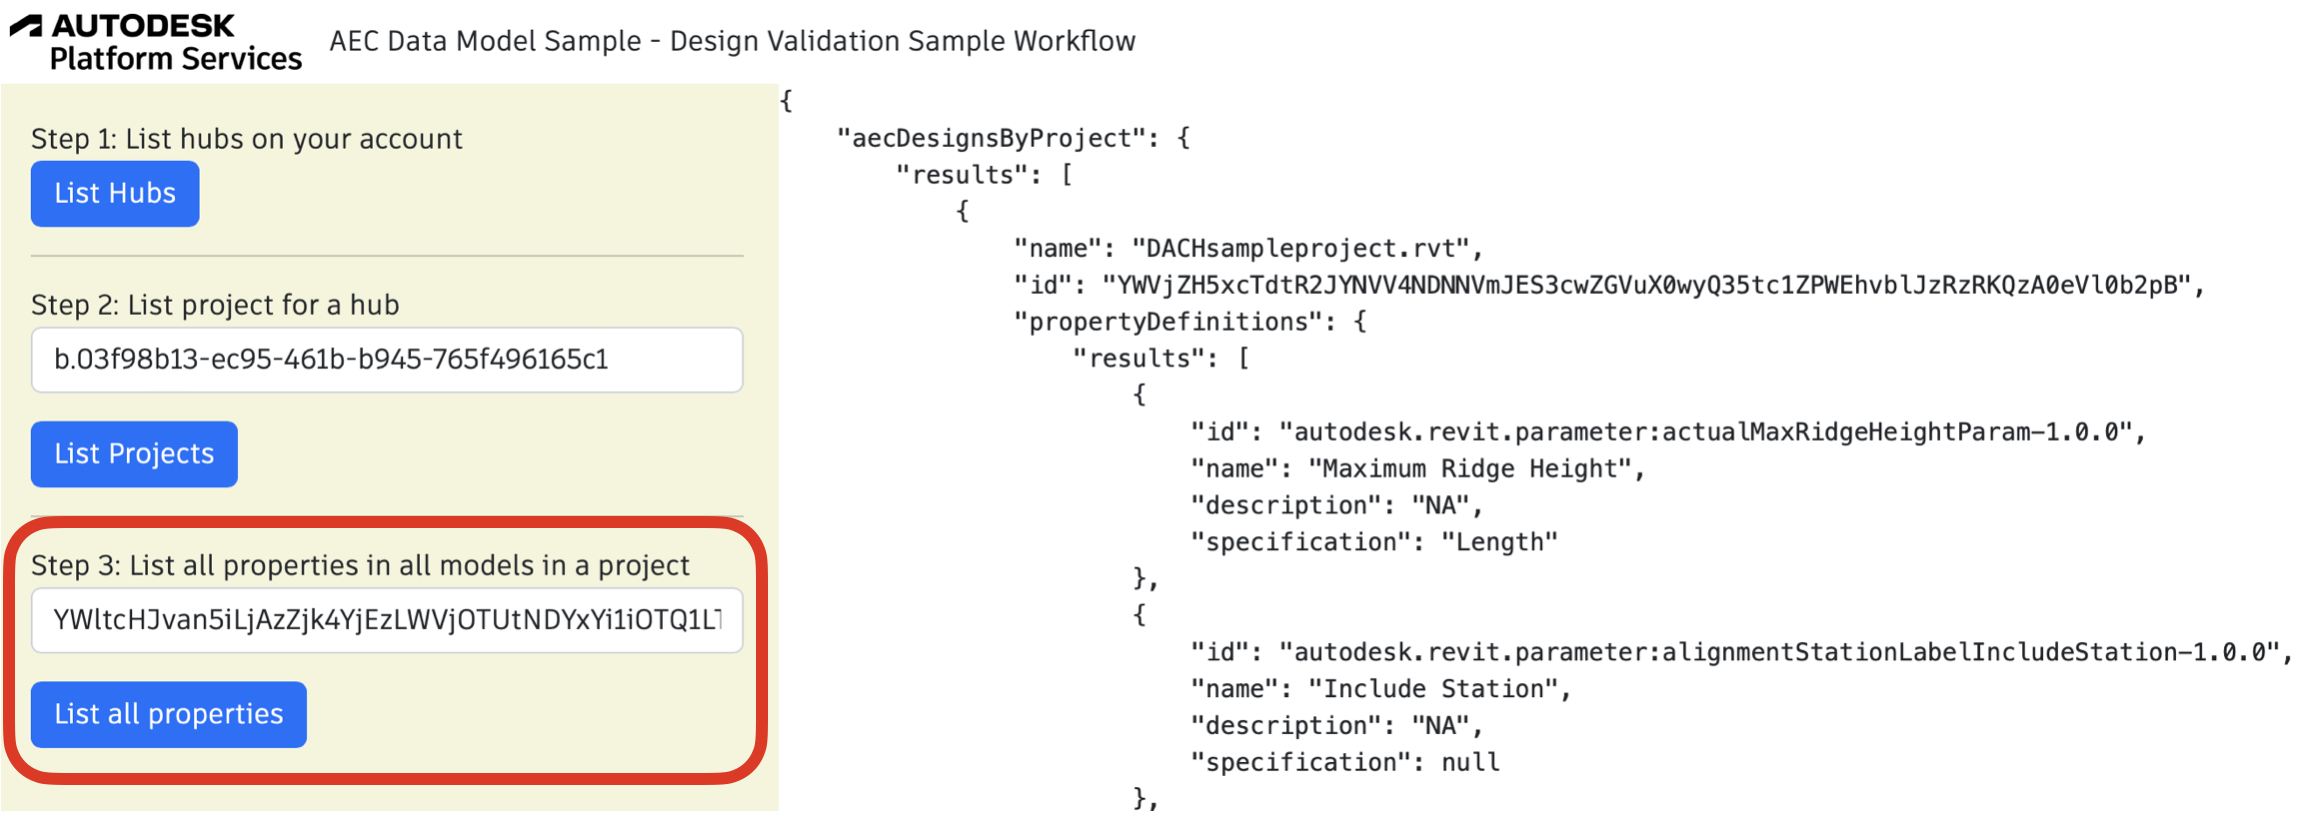 AUTODESK
Platform Services
AEC Data Model Sample - Design Validation Sample Workflow
Step 1: List hubs on your account
List Hubs
Step 2: List project for a hub
b.03f98b13-ec95-461b-b945-765f496165c1
List Projects
Step 3: List all properties in all models in a project
YWltcHJvan5iLjAzZjk4YjEzLWVjOTUtNDYxYi1iOTQ1LT
List all properties
{
"aecDesignsByProject": {
"results": [
{
"name": "DACHsampleproject.rvt",
"id": "YWVjZH5xcTdtR2JYNVV4NDNNVmJES3cwZGVuX0wyQ35tc1ZPWEhvblJzRzRKQzA0eVl0b2pB",
"propertyDefinitions": {
"results": [
{
"id": "autodesk.revit.parameter:actualMaxRidgeHeightParam-1.0.0",
"name": "Maximum Ridge Height",
"description": "NA",
"specification": "Length"
},
{
"id": "autodesk.revit.parameter:alignmentStationLabelIncludeStation-1.0.0",
"name": "Include Station",
"description": "NA",
"specification": null
},